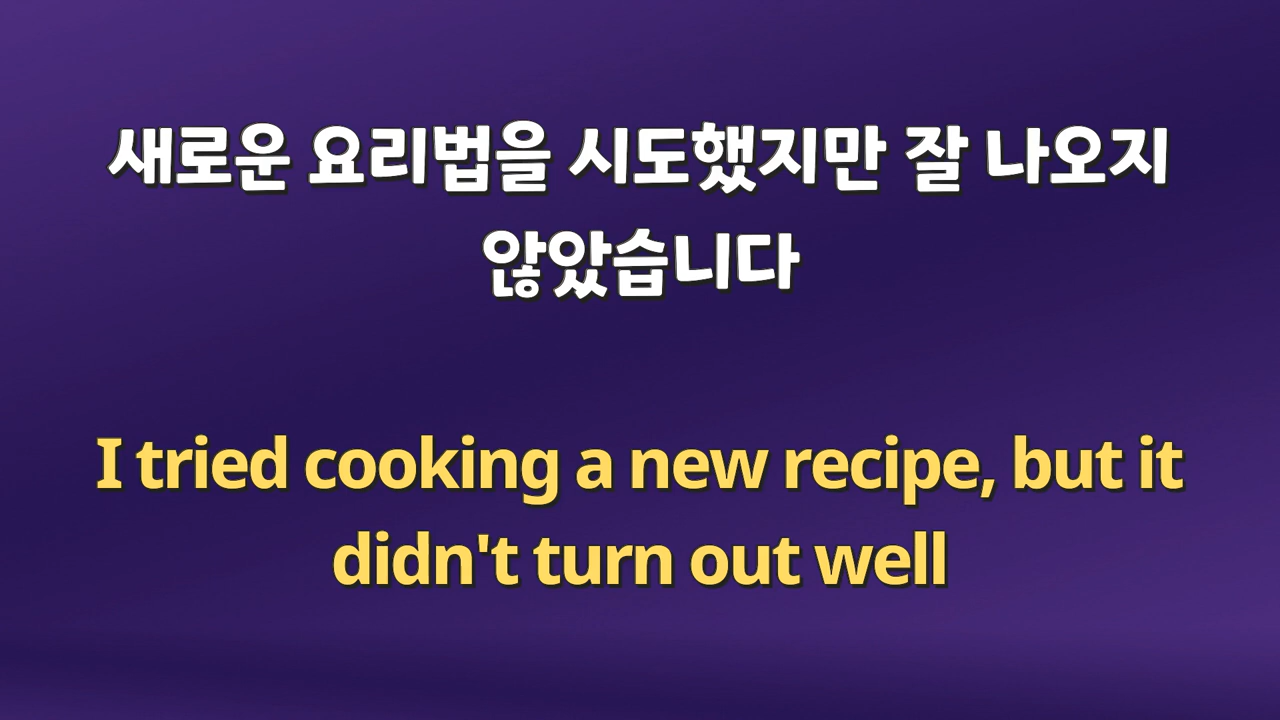 새로운 요리법을 시도했지만 잘 나오지
않았습니다
I tried cooking a new recipe, but it
didn't turn out well